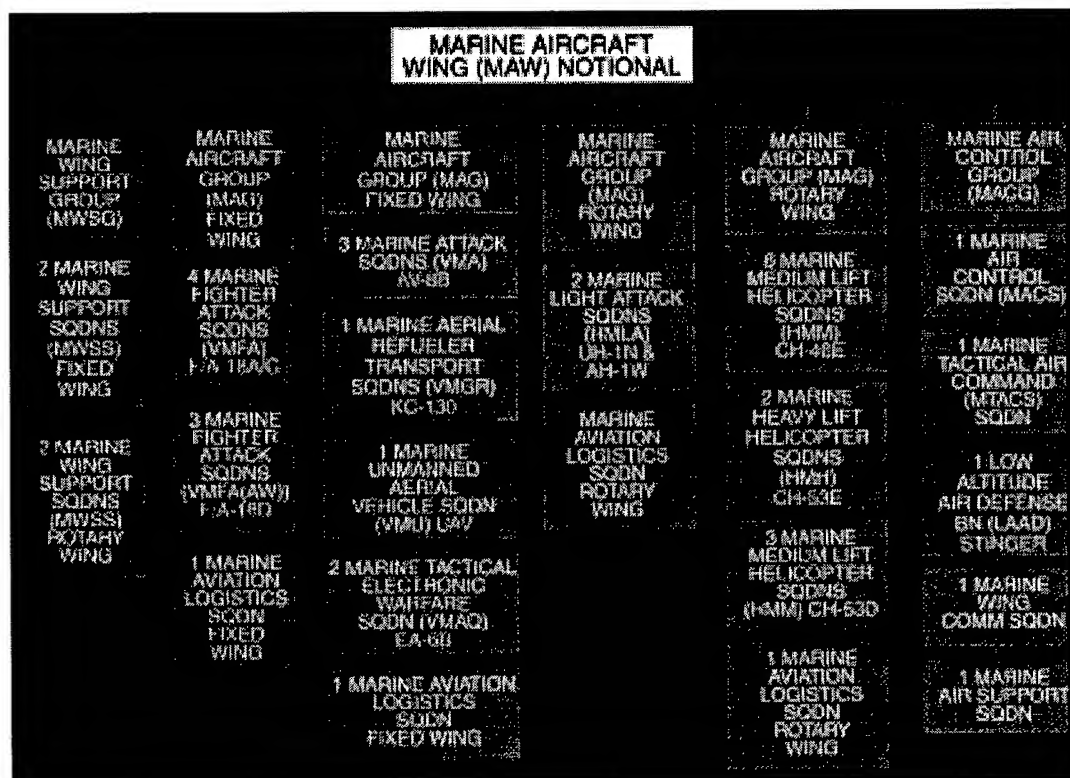 MARINE AIRCRAFT
WING (MAW) NOTIONAL
MARINE
WING
SUPPORT
GROUP
(MWSG)
2 MARINE
WING
SUPPORT
SQDNS
(MWSS)
FIXED
WING
2 MARINE
WING
SUPPORT
SQDNS
(MWSS)
ROTARY
WING
MARINE
AIRCRAFT
GROUP
(MAG)
FIXED
WING
4 MARINE
FIGHTER
ATTACK
SQDNS
(VMFA)
F/A-18A/C
3 MARINE
FIGHTER
ATTACK
SQDNS
(VMFA(AW))
F/A-18D
1 MARINE
AVIATION
LOGISTICS
SQDN
FIXED
WING
MARINE
AIRCRAFT
GROUP (MAG)
FIXED WING
3 MARINE ATTACK
SQDNS (VMA)
AV-8B
1 MARINE AERIAL
REFUELER
TRANSPORT
SQDNS (VMGR)
KC-130
1 MARINE
UNMANNED
AERIAL
VEHICLE SQDN
(VMU) UAV
2 MARINE TACTICAL
ELECTRONIC
WARFARE
SQDN (VMAQ)
EA-6B
1 MARINE AVIATION
LOGISTICS
SQDN
FIXED WING
MARINE
AIRCRAFT
GROUP
(MAG)
ROTARY
WING
2 MARINE
LIGHT ATTACK
SQDNS
(HMLA)
UH-1N &
AH-1W
MARINE
AVIATION
LOGISTICS
SQDN
ROTARY
WING
MARINE
AIRCRAFT
GROUP (MAG)
ROTARY
WING
MARINE
MEDIUM LIFT
HELICOPTER
SQDNS
(HMM)
CH-46E
2 MARINE
HEAVY LIFT
HELICOPTER
SQDNS
(HMH)
CH-53E
3 MARINE
MEDIUM LIFT
HELICOPTER
SQDNS
(HMM) CH-53D
1 MARINE
AVIATION
LOGISTICS
SQDN
ROTARY
WING
MARINE AIR
CONTROL
GROUP
(MACG)
1 MARINE
AIR
CONTROL
SQDN (MACS)
1 MARINE
TACTICAL AIR
COMMAND
(MTACS)
SQDN
1 LOW
ALTITUDE
AIR DEFENSE
BN (LAAD)
STINGER
1 MARINE
WING
COMM SQDN
1 MARINE
AIR SUPPORT
SQDN